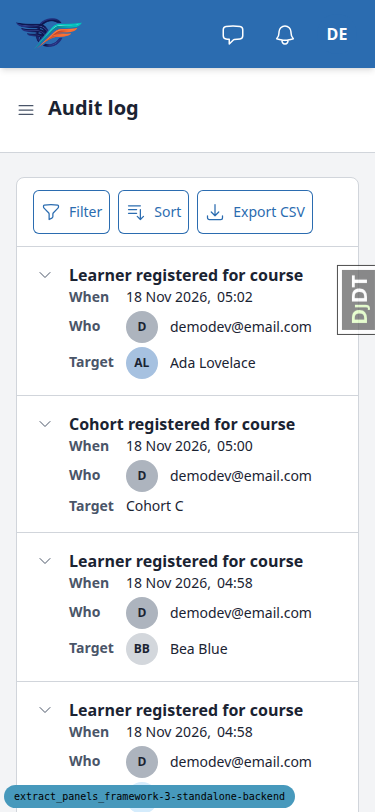 DE
Audit log
Filter
Sort
Export CSV
Learner registered for course
When 18 Nov 2026, 05:02
Who D demodev@email.com
Target AL Ada Lovelace
DJDT
Cohort registered for course
When 18 Nov 2026, 05:00
Who D demodev@email.com
Target Cohort C
Learner registered for course
When 18 Nov 2026, 04:58
Who D demodev@email.com
Target BB Bea Blue
Learner registered for course
When 18 Nov 2026, 04:58
Who D demodev@email.com
extract_panels_framework-3-standalone-backend